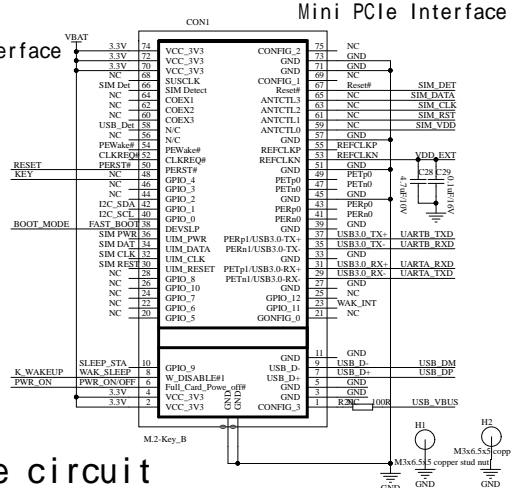 Mini PCIe Interface
CON1
erface
VBAT
3.3V 74 VCC_3V3 CONFIG_2 75 NC
3.3V 72 VCC_3V3 GND 73 GND
3.3V 70 VCC_3V3 GND 71 GND
NC 68 SUSCLK CONFIG_1 69 NC
SIM Det 66 SIM Detect Reset# 67 Reset# SIM_DET
NC 64 COEX1 ANTCTL3 65 NC SIM_DATA
NC 62 COEX2 ANTCTL2 63 NC SIM_CLK
NC 60 COEX3 ANTCTL1 61 NC SIM_RST
USB_Det 58 N/C ANTCTL0 59 NC SIM_VDD
NC 56 N/C GND 57 GND
PEWake# 54 PEWake# REFCLKP 55 REFCLKP
CLKREQ# 52 CLKREQ# REFCLKN 53 REFCLKN VDD_EXT
RESET PERST# 50 PERST# GND 51 GND
KEY NC 48 GPIO_4 PETp0 49 PETp0
NC 46 GPIO_3 PETn0 47 PETn0
NC 44 GPIO_2 GND 45 GND
I2C_SDA 42 GPIO_1 PERp0 43 PERp0
I2C_SCL 40 GPIO_0 PERn0 41 PERn0
BOOT_MODE FAST_BOOT 38 DEVSLP GND 39 GND
SIM PWR 36 UIM_PWR PERp1/USB3.0-TX+ 37 USB3.0_TX+ UARTB_TXD
SIM DAT 34 UIM_DATA PERn1/USB3.0-TX- 35 USB3.0_TX- UARTB_RXD
SIM CLK 32 UIM_CLK GND 33 GND
SIM REST 30 UIM_RESET PETp1/USB3.0-RX+ 31 USB3.0_RX+ UARTA_RXD
NC 28 GPIO_8 PETn1/USB3.0-RX- 29 USB3.0_RX- UARTA_TXD
NC 26 GPIO_10 GND 27 GND
NC 24 GPIO_7 GPIO_12 25 NC
NC 22 GPIO_6 GPIO_11 23 WAK_INT
NC 20 GPIO_5 GONFIG_0 21 NC
C28 C29
4.7uF/10V 0.1uF/16V
GND
GND 11 GND
SLEEP_STA 10 GPIO_9 USB_D- 9 USB_D- USB_DM
K_WAKEUP WAK_SLEEP 8 W_DISABLE#1 USB_D+ 7 USB_D+ USB_DP
PWR_ON PWR_ON/OFF 6 Full_Card_Powe_off# GND 5 GND
3.3V 4 VCC_3V3 GND 3 GND
3.3V 2 VCC_3V3 CONFIG_3 1 100R USB_VBUS
GND GND
M.2-Key_B
H1 H2
M3x6.5x5 copper stud nut M3x6.5x5 copp
GND GND GND
e circuit